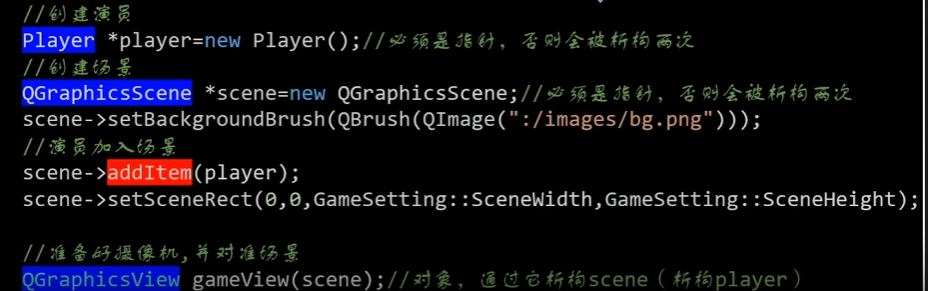 //创建演员
Player *player=new Player();//必须是指针，否则会被析构两次
//创建场景
QGraphicsScene *scene=new QGraphicsScene;//必须是指针，否则会被析构两次
scene->setBackgroundBrush(QBrush(QImage(":/images/bg.png")));
//演员加入场景
scene->addItem(player);
scene->setSceneRect(0,0,GameSetting::SceneWidth,GameSetting::SceneHeight);
//准备好摄像机,并对准场景
QGraphicsView gameView(scene);//对象，通过它析构scene（析构player）